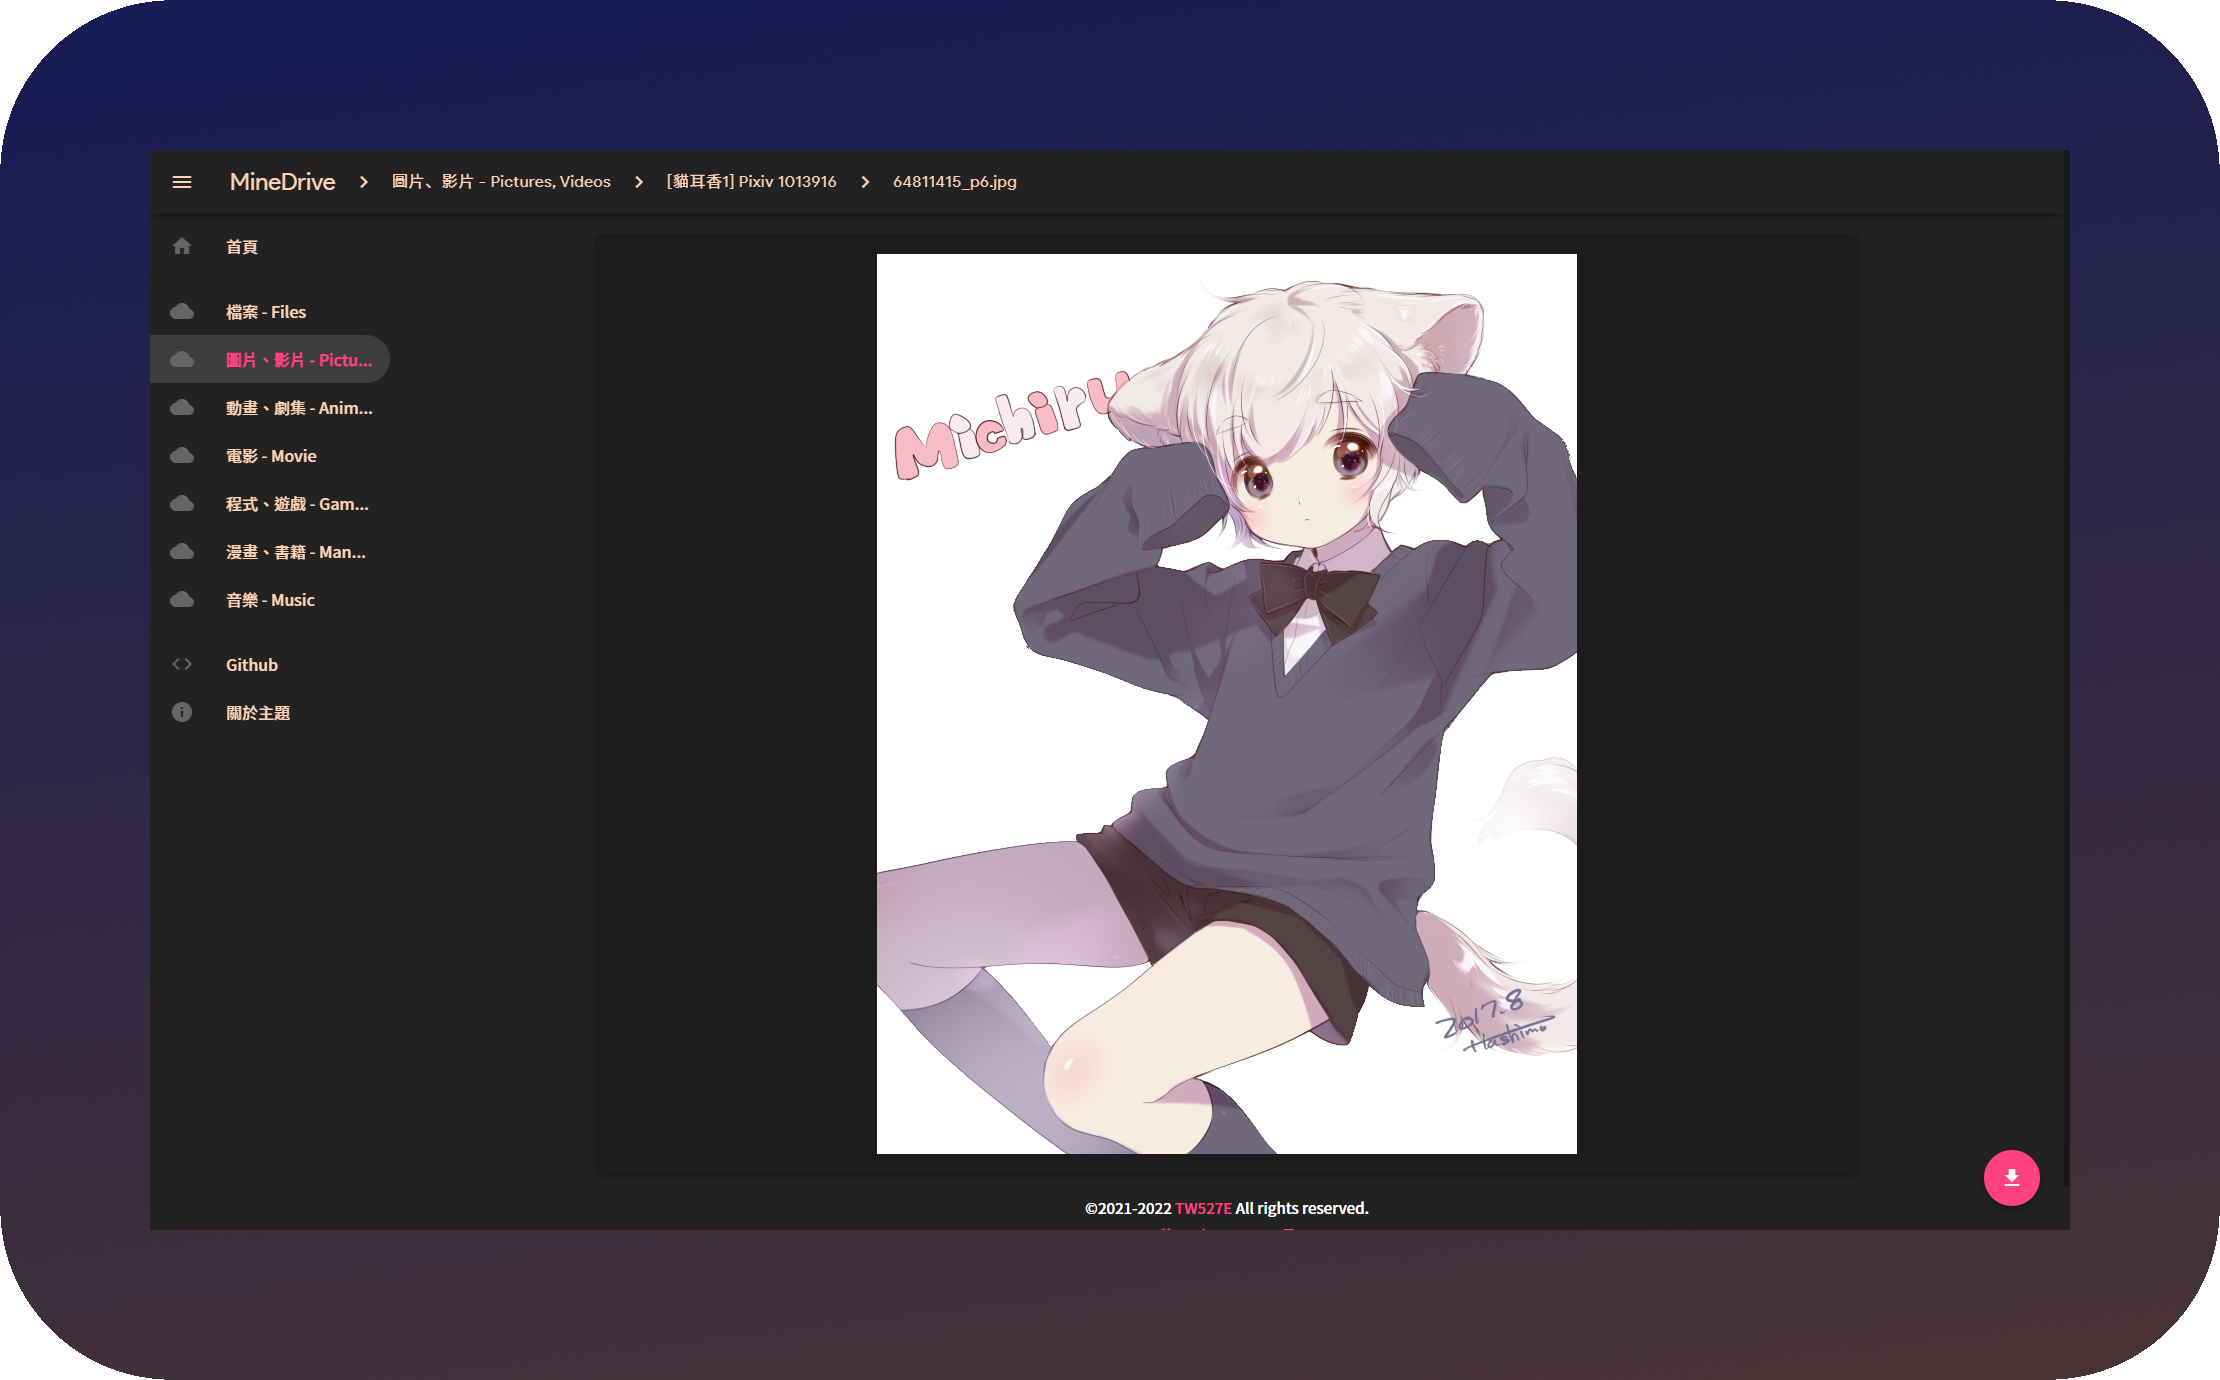 MineDrive > 圖片、影片 - Pictures, Videos > [貓耳香1] Pixiv 1013916 > 64811415_p6.jpg
首頁
檔案 - Files
圖片、影片 - Pictu...
動畫、劇集 - Anim...
電影 - Movie
程式、遊戲 - Gam...
漫畫、書籍 - Man...
音樂 - Music
Github
關於主題
Michiru
2017.8
Hashimo
©2021-2022 TW527E All rights reserved.